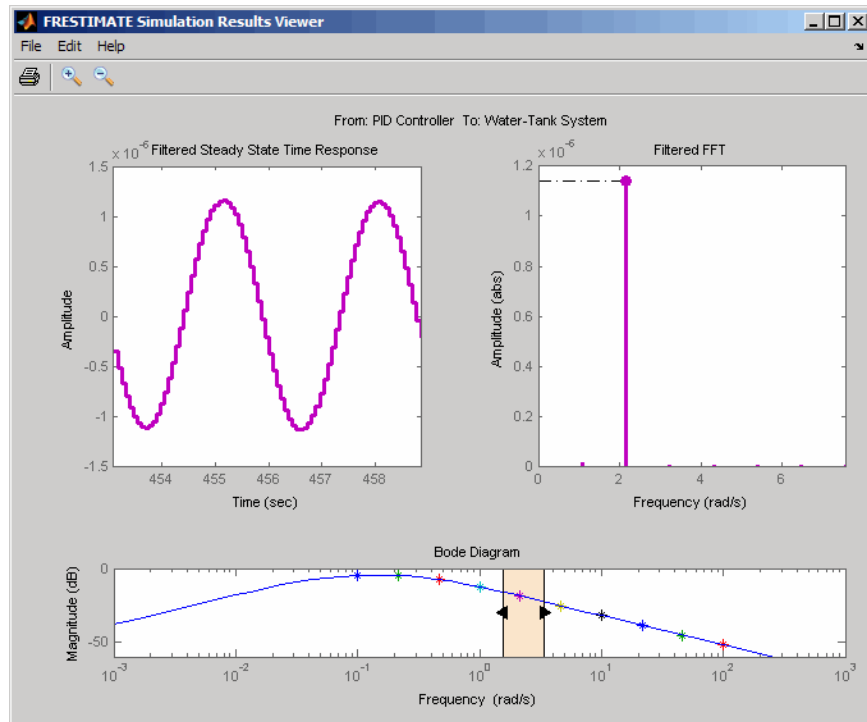 FRESTIMATE Simulation Results Viewer
File Edit Help
From: PID Controller To: Water-Tank System
x 10^-6 Filtered Steady State Time Response
1.5
1
0.5
0
-0.5
-1
-1.5
454 455 456 457 458
Amplitude
Time (sec)
x 10^-6 Filtered FFT
1.2
1
0.8
0.6
0.4
0.2
0
0 2 4 6
Amplitude (abs)
Frequency (rad/s)
Bode Diagram
0
-50
Magnitude (dB)
10^-3 10^-2 10^-1 10^0 10^1 10^2 10^3
Frequency (rad/s)